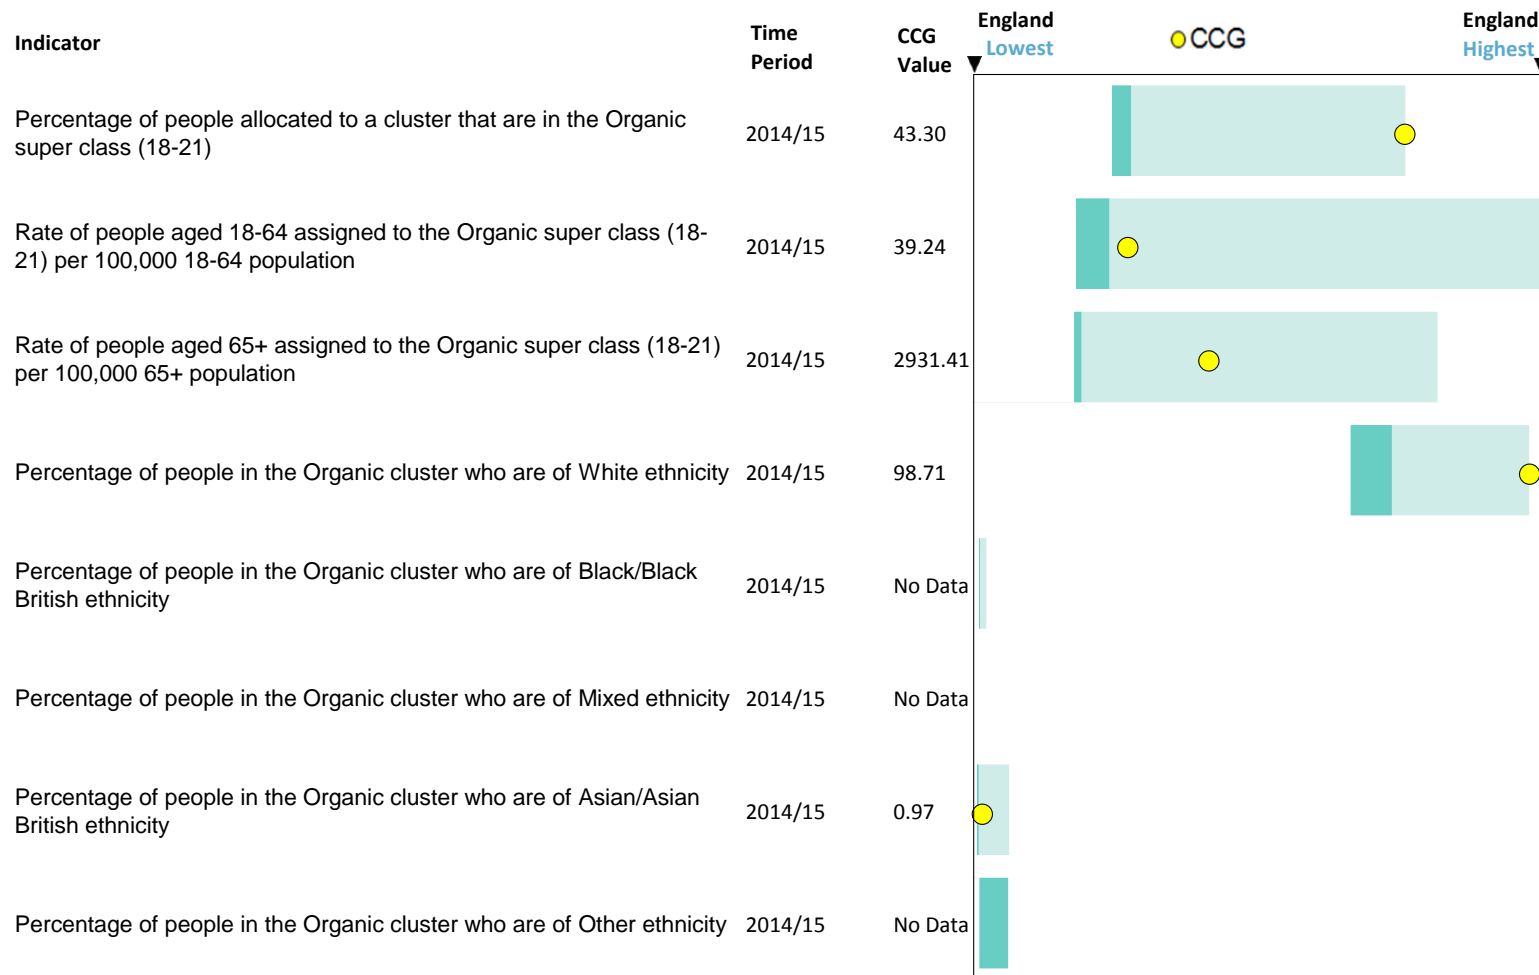 Indicator
Time
Period
CCG
Value
England
Lowest
CCG
England
Highest
Percentage of people allocated to a cluster that are in the Organic
super class (18-21)
2014/15
43.30
Rate of people aged 18-64 assigned to the Organic super class (18-
21) per 100,000 18-64 population
2014/15
39.24
Rate of people aged 65+ assigned to the Organic super class (18-21)
per 100,000 65+ population
2014/15
2931.41
Percentage of people in the Organic cluster who are of White ethnicity
2014/15
98.71
Percentage of people in the Organic cluster who are of Black/Black
British ethnicity
2014/15
No Data
Percentage of people in the Organic cluster who are of Mixed ethnicity
2014/15
No Data
Percentage of people in the Organic cluster who are of Asian/Asian
British ethnicity
2014/15
0.97
Percentage of people in the Organic cluster who are of Other ethnicity
2014/15
No Data